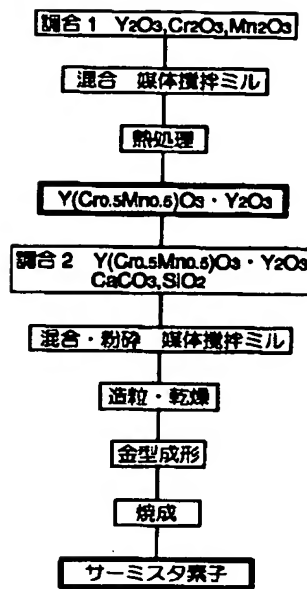 調合1 Y₂O₃,Cr₂O₃,Mn₂O₃
混合 媒体攪拌ミル
熱処理
Y(Cr₀.₅Mn₀.₅)O₃・Y₂O₃
調合2 Y(Cr₀.₅Mn₀.₅)O₃・Y₂O₃
CaCO₃,SiO₂
混合・粉砕 媒体攪拌ミル
造粒・乾燥
金型成形
焼成
サーミスタ素子